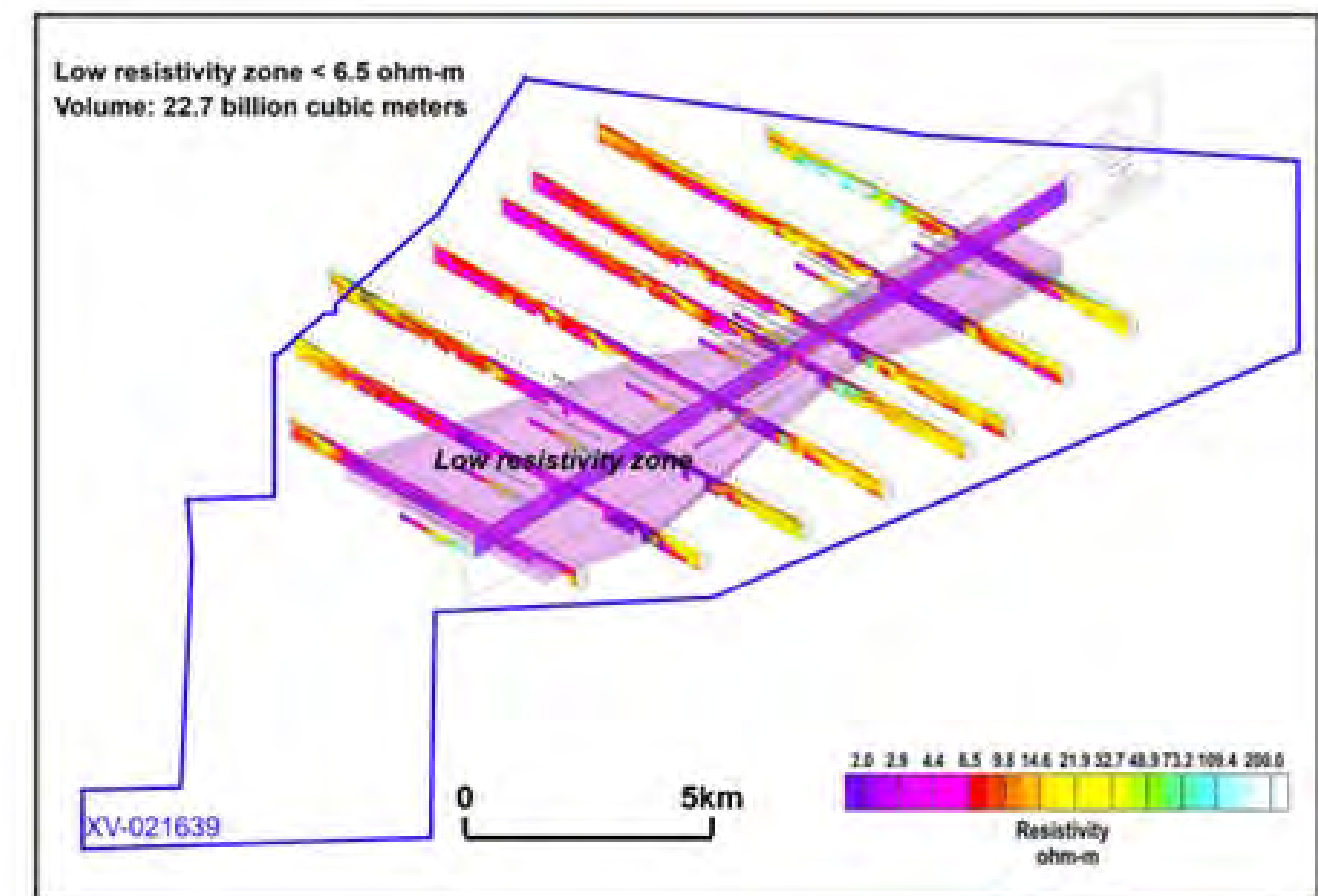 Low resistivity zone < 6.5 ohm-m
Volume: 22.7 billion cubic meters
Low resistivity zone
XV-021639
0 5km
2.0 2.9 4.4 6.5 9.8 14.6 21.9 32.7 48.9 73.2 109.4 200.0
Resistivity
ohm-m